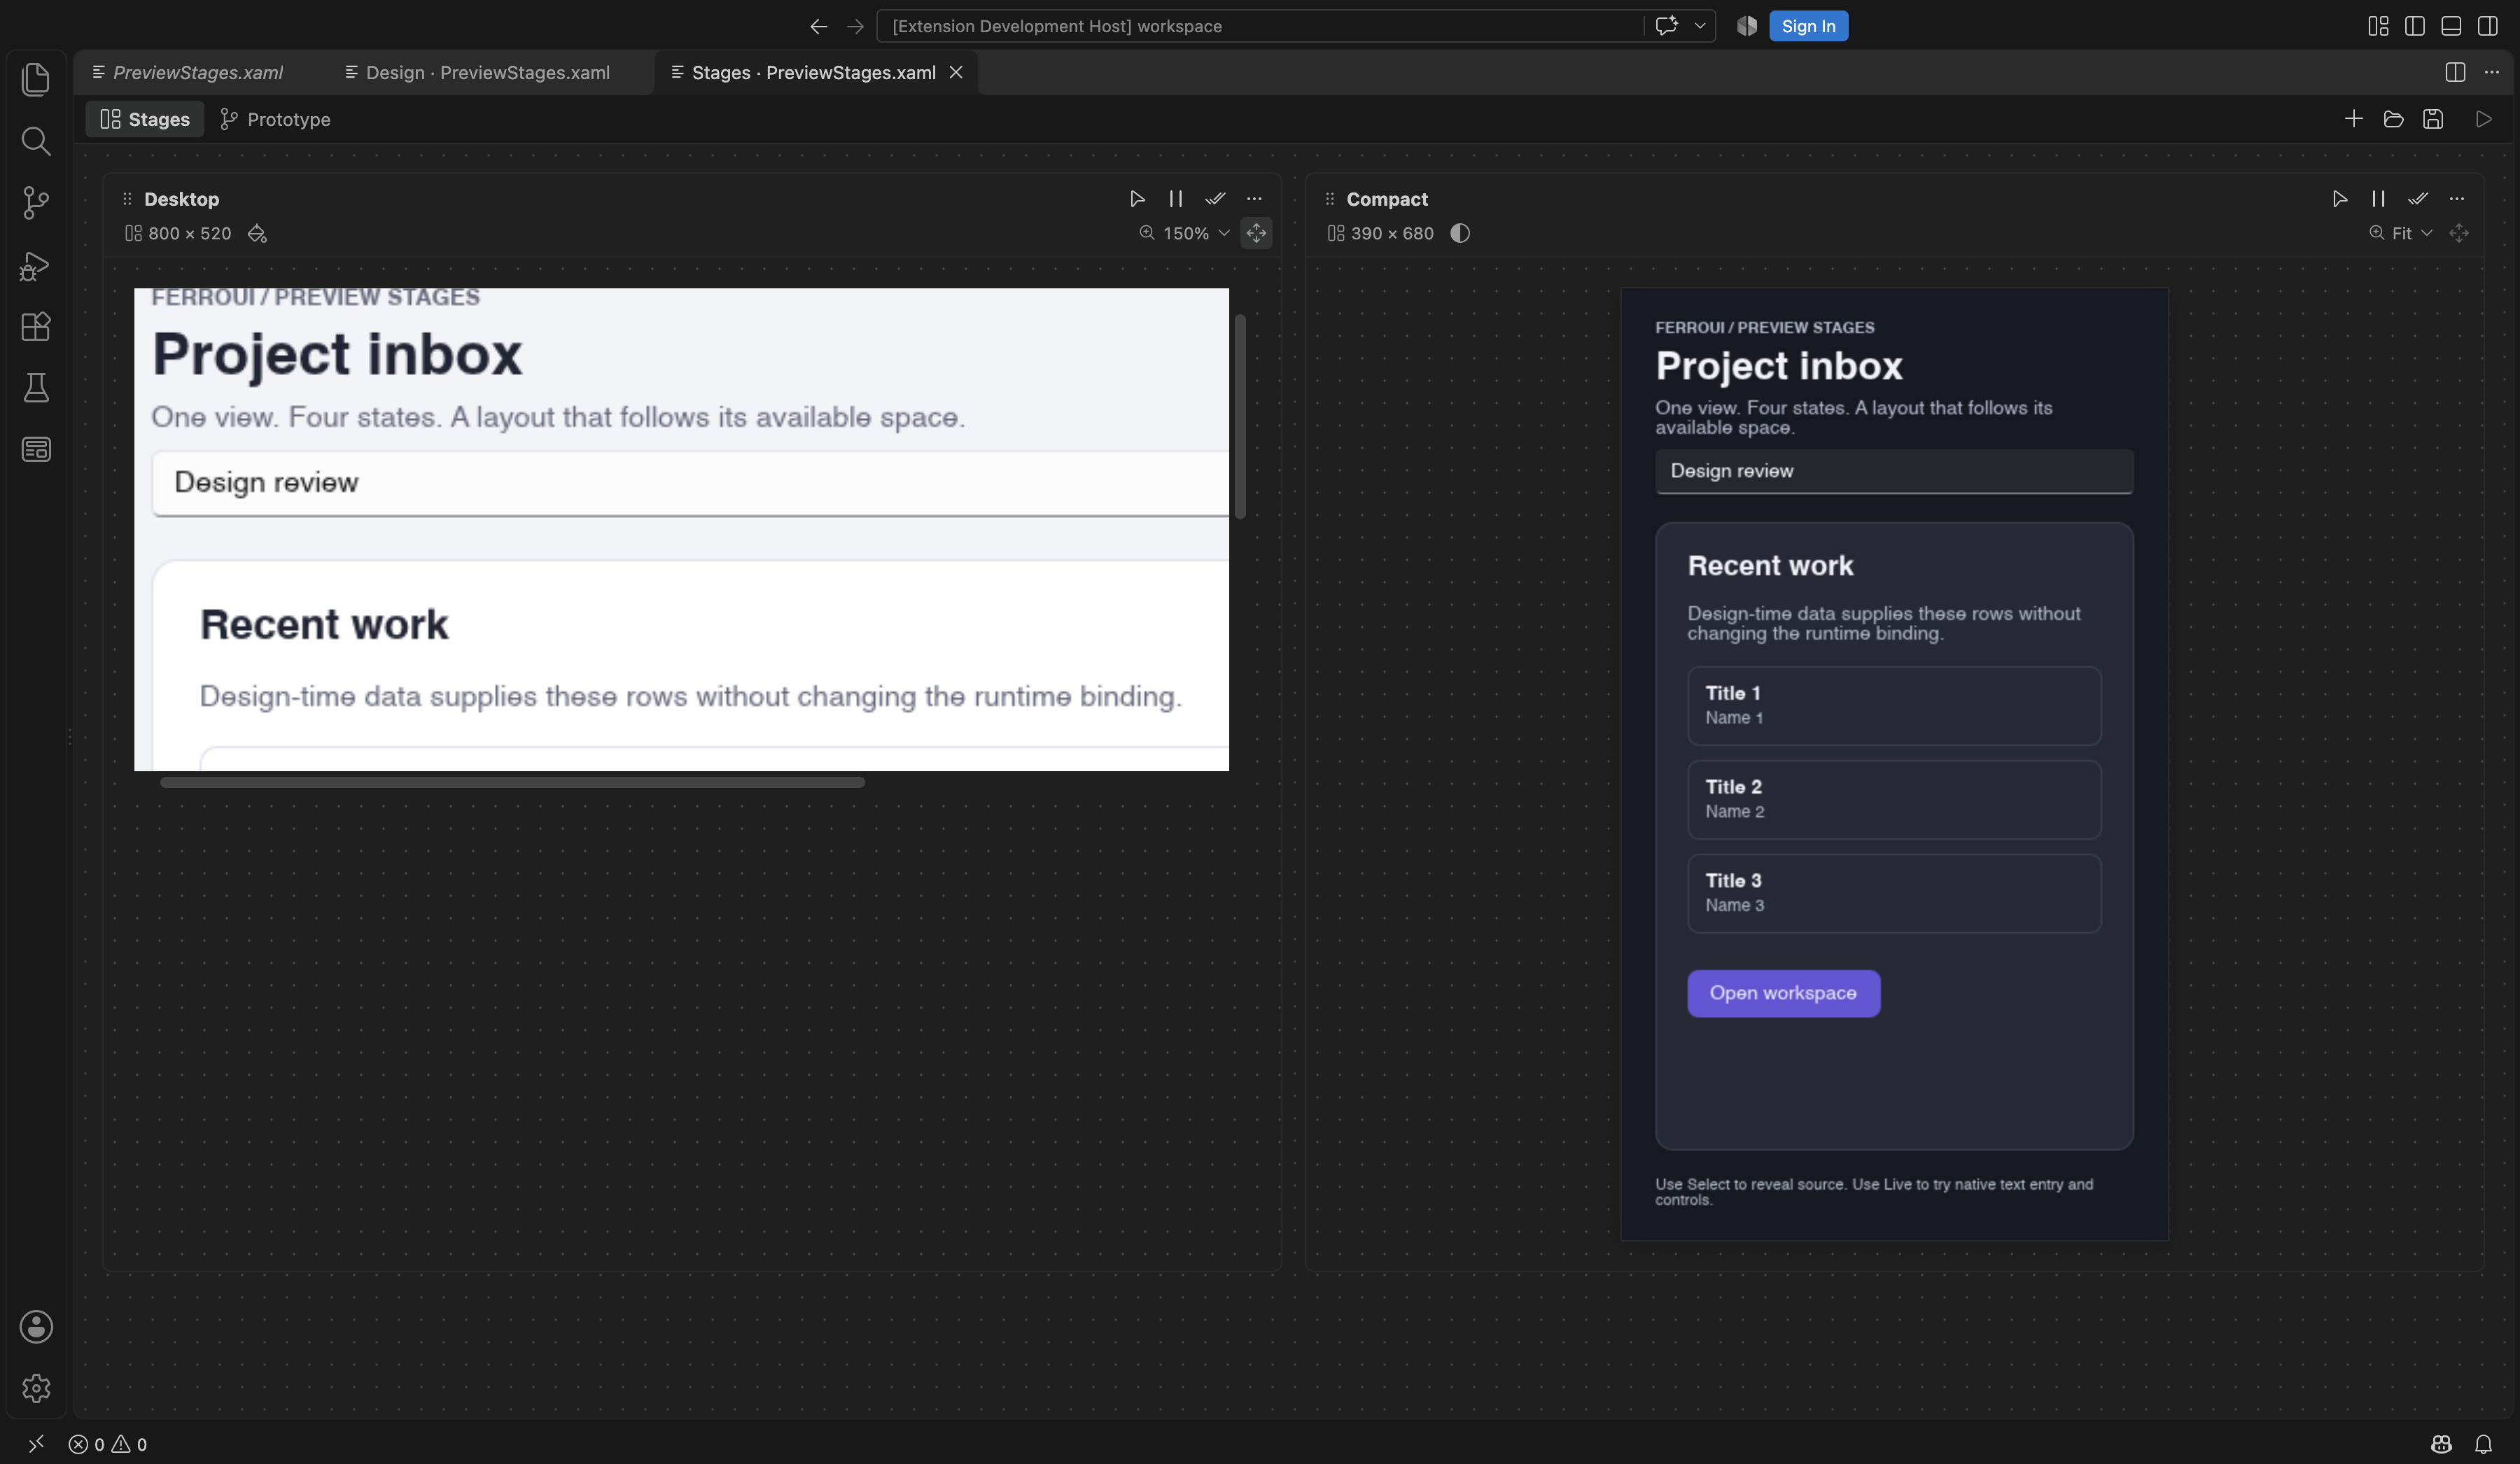 [Extension Development Host] workspace
Sign In
PreviewStages.xaml
Design · PreviewStages.xaml
Stages · PreviewStages.xaml
Stages
Prototype
Desktop
800 × 520
150%
FERROUI / PREVIEW STAGES
Project inbox
One view. Four states. A layout that follows its available space.
Design review
Recent work
Design-time data supplies these rows without changing the runtime binding.
Compact
390 × 680
Fit
FERROUI / PREVIEW STAGES
Project inbox
One view. Four states. A layout that follows its
available space.
Design review
Recent work
Design-time data supplies these rows without
changing the runtime binding.
Title 1
Name 1
Title 2
Name 2
Title 3
Name 3
Open workspace
Use Select to reveal source. Use Live to try native text entry and
controls.
0
0